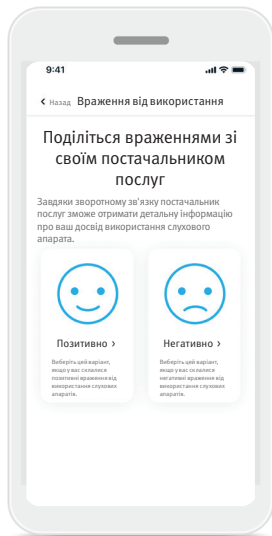 9:41
Назад Враження від використання
Поділіться враженнями зі
своїм постачальником
послуг
Завдяки зворотному зв'язку постачальник
послуг зможе отримати детальну інформацію
про ваш досвід використання слухового
апарата.
Позитивно
Виберіть цей варіант,
якщо у вас склалися
позитивні враження від
використання слухових
апаратів.
Негативно
Виберіть цей варіант,
якщо у вас склалися
негативні враження від
використання слухових
апаратів.